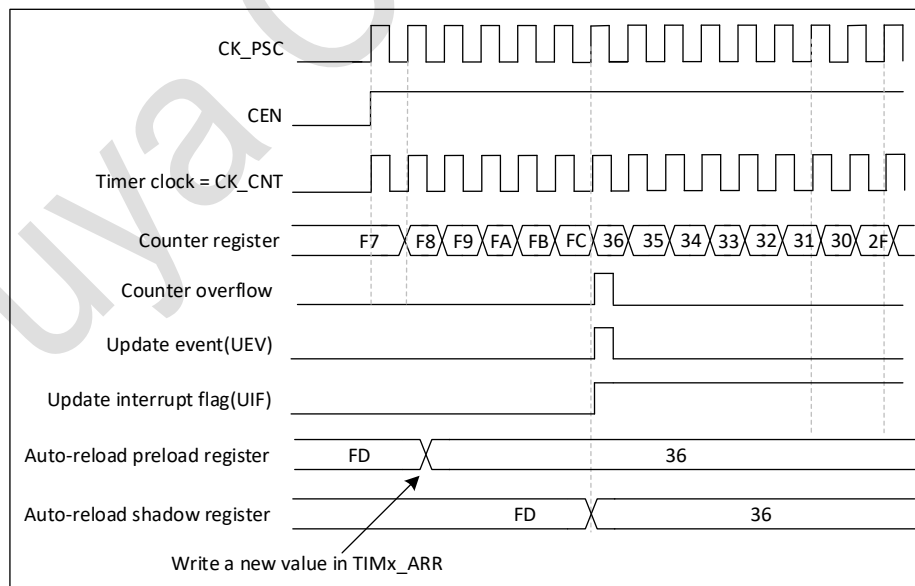 CK_PSC
CEN
Timer clock = CK_CNT
Counter register F7 F8 F9 FA FB FC 36 35 34 33 32 31 30 2F
Counter overflow
Update event(UEV)
Update interrupt flag(UIF)
Auto-reload preload register FD 36
Auto-reload shadow register FD 36
Write a new value in TIMx_ARR
uya